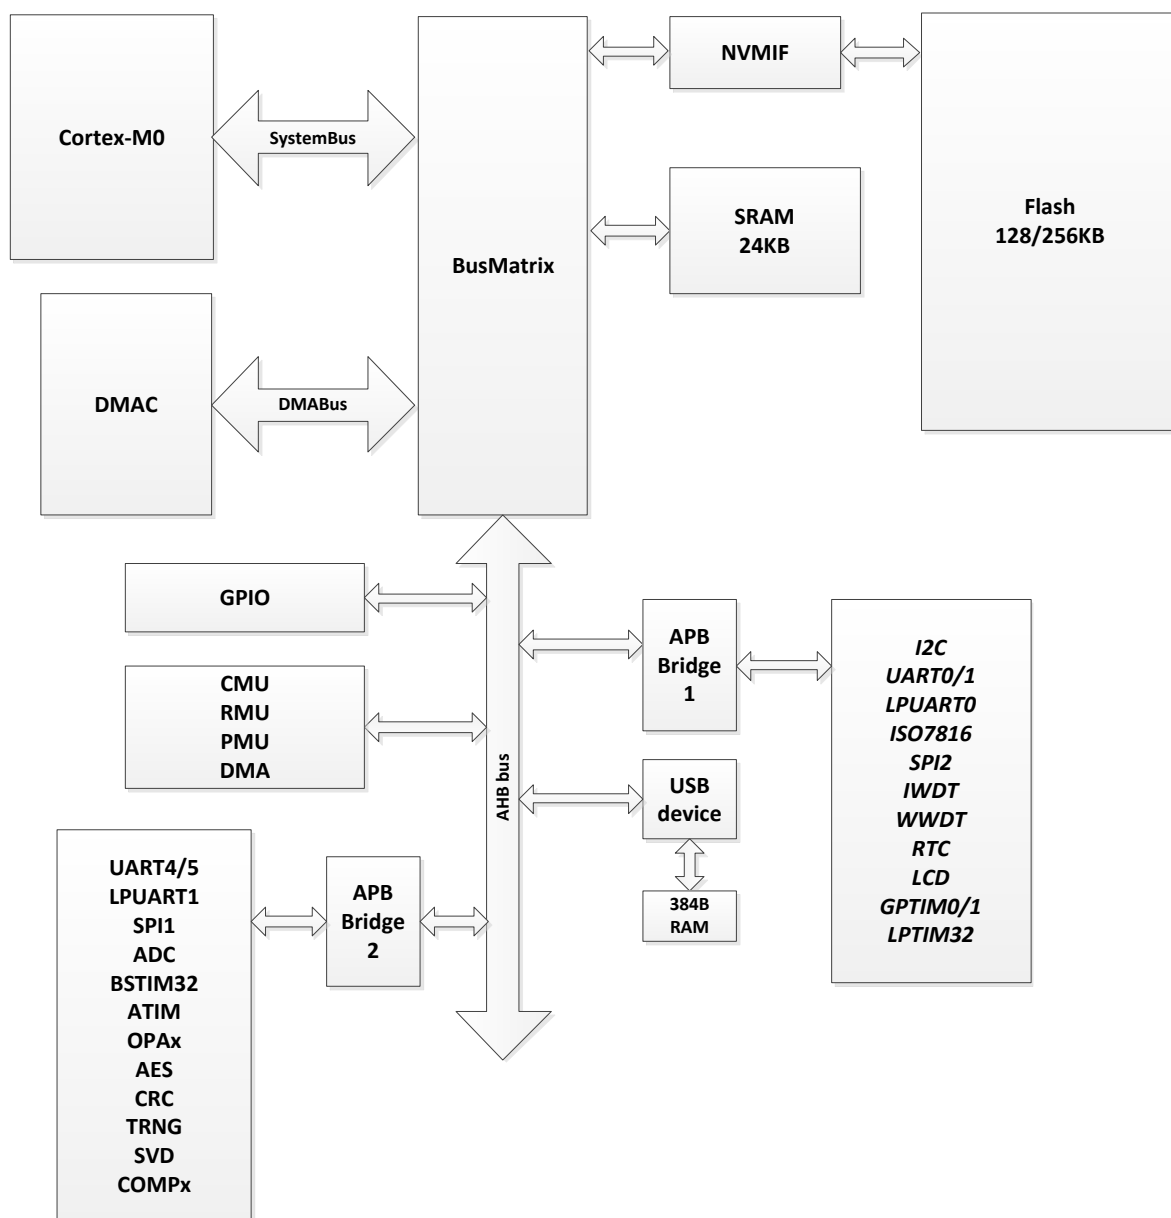 Cortex-M0
SystemBus
BusMatrix
NVMIF
Flash
128/256KB
SRAM
24KB
DMAC
DMABus
GPIO
CMU
RMU
PMU
DMA
AHB bus
APB
Bridge
1
I2C
UART0/1
LPUART0
ISO7816
SPI2
IWDT
WWDT
RTC
LCD
GPTIM0/1
LPTIM32
USB
device
384B
RAM
UART4/5
LPUART1
SPI1
ADC
BSTIM32
ATIM
OPAx
AES
CRC
TRNG
SVD
COMPx
APB
Bridge
2